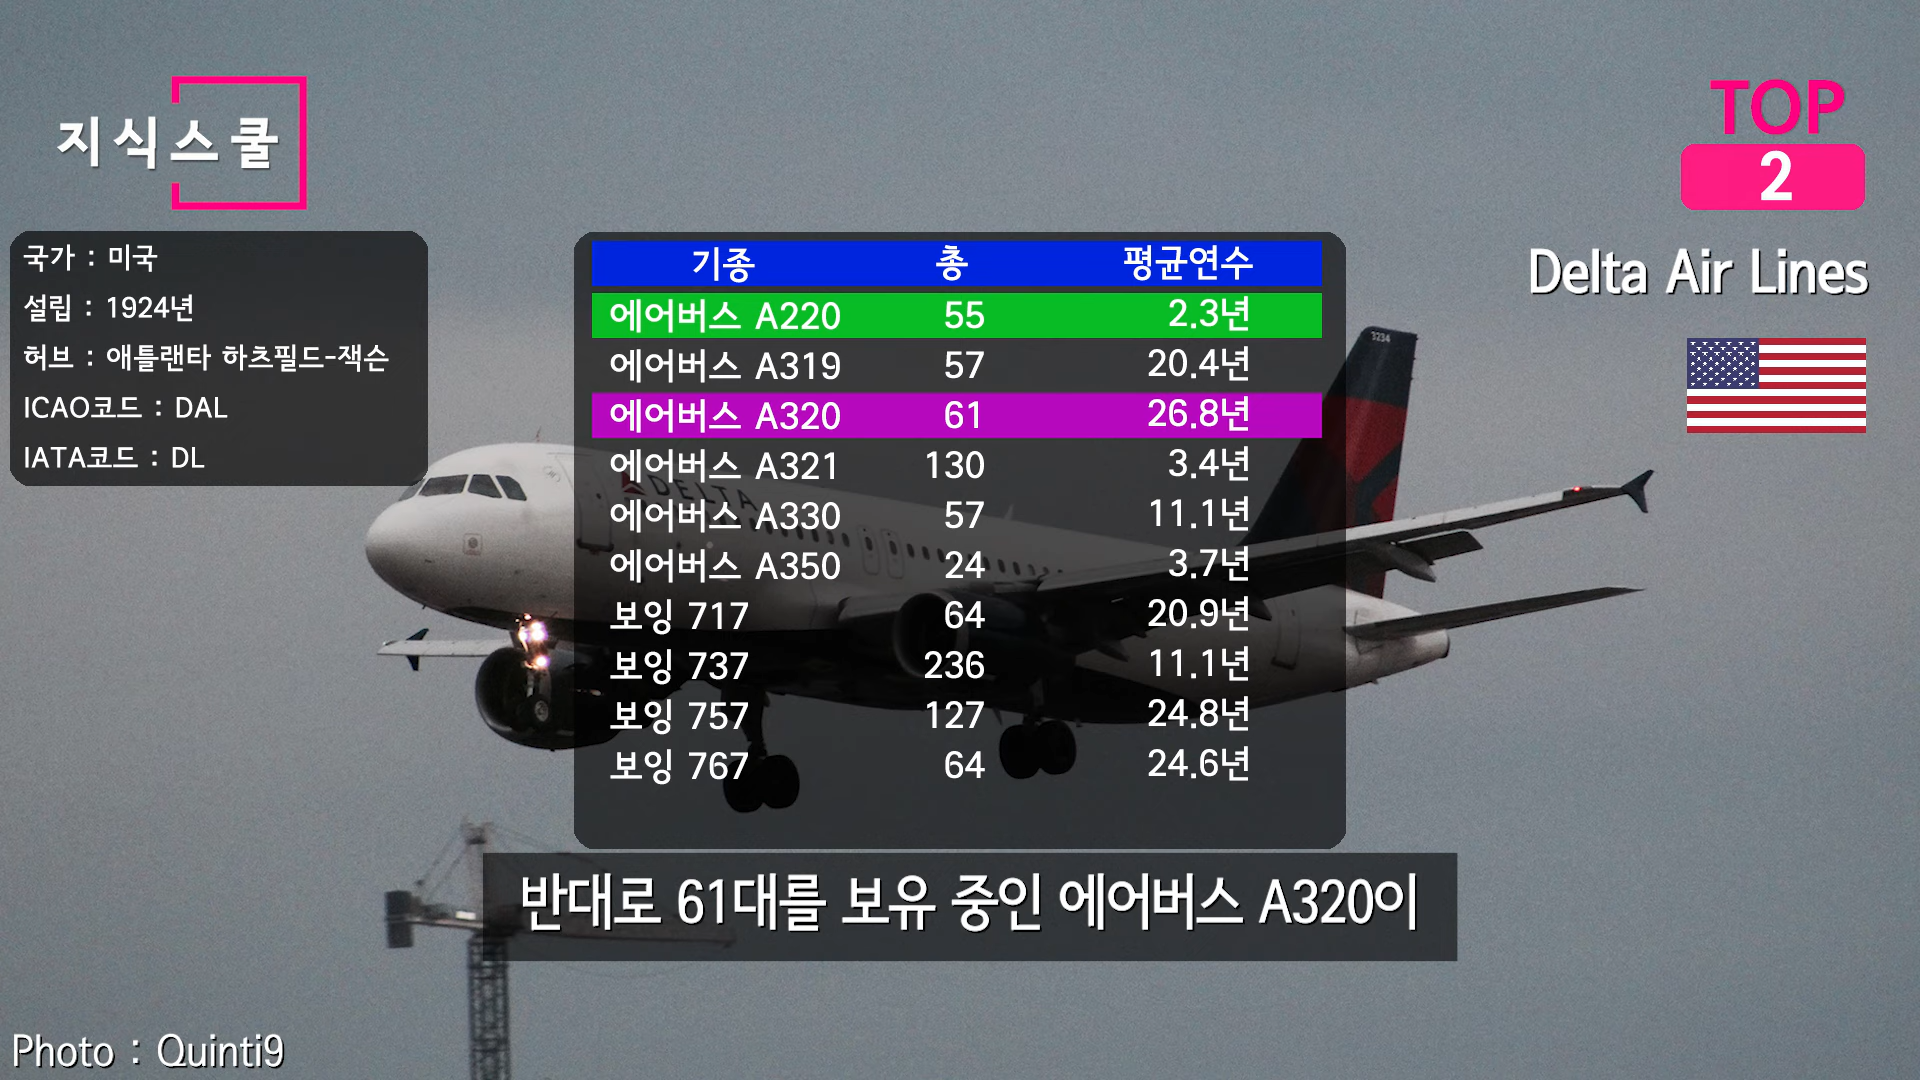 지식스쿨
TOP
2
Delta Air Lines
국가 : 미국
설립 : 1924년
허브 : 애틀랜타 하츠필드-잭슨
ICAO코드 : DAL
IATA코드 : DL
기종 총 평균연수
에어버스 A220 55 2.3년
에어버스 A319 57 20.4년
에어버스 A320 61 26.8년
에어버스 A321 130 3.4년
에어버스 A330 57 11.1년
에어버스 A350 24 3.7년
보잉 717 64 20.9년
보잉 737 236 11.1년
보잉 757 127 24.8년
보잉 767 64 24.6년
3234
DELTA
반대로 61대를 보유 중인 에어버스 A320이
Photo : Quinti9